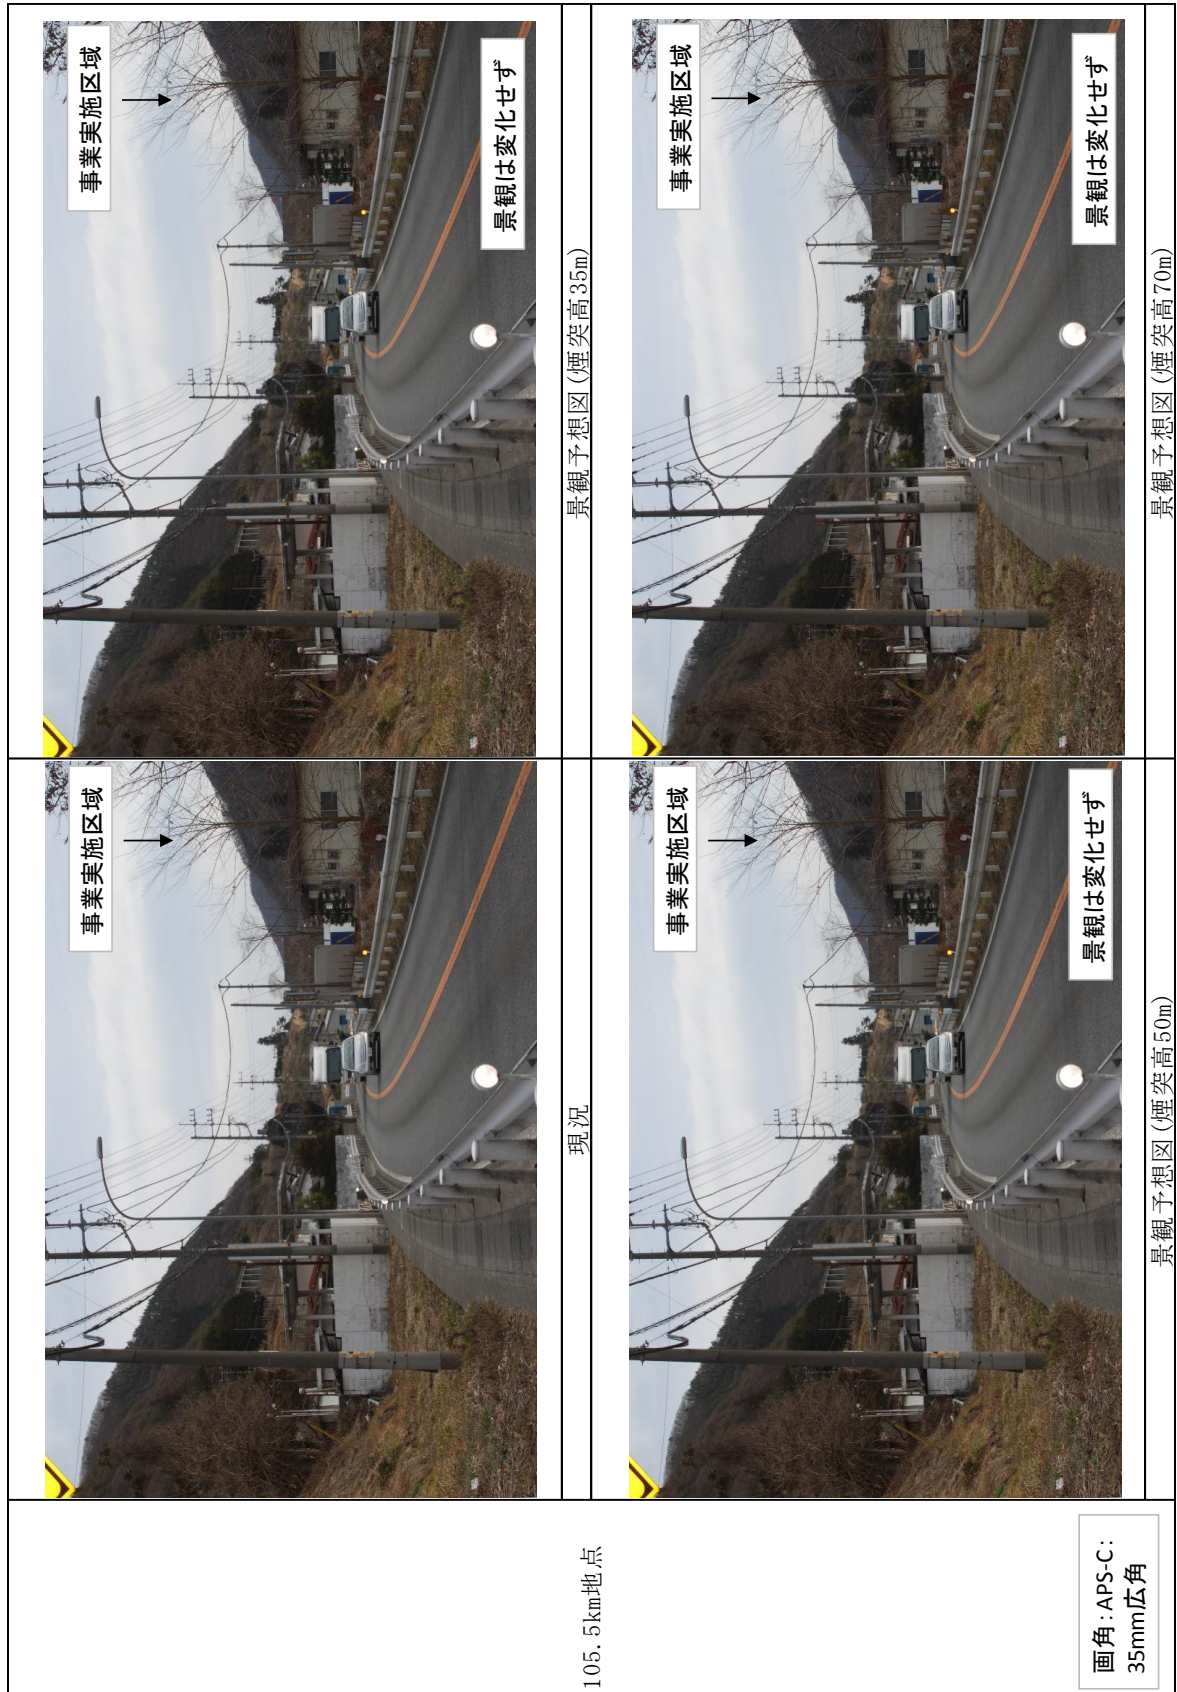 105.5km地点
画角：APS-C：
35mm広角
事業実施区域
現況
事業実施区域
景観は変化せず
景観予想図(煙突高35m)
事業実施区域
景観は変化せず
景観予想図(煙突高50m)
事業実施区域
景観は変化せず
景観予想図(煙突高70m)